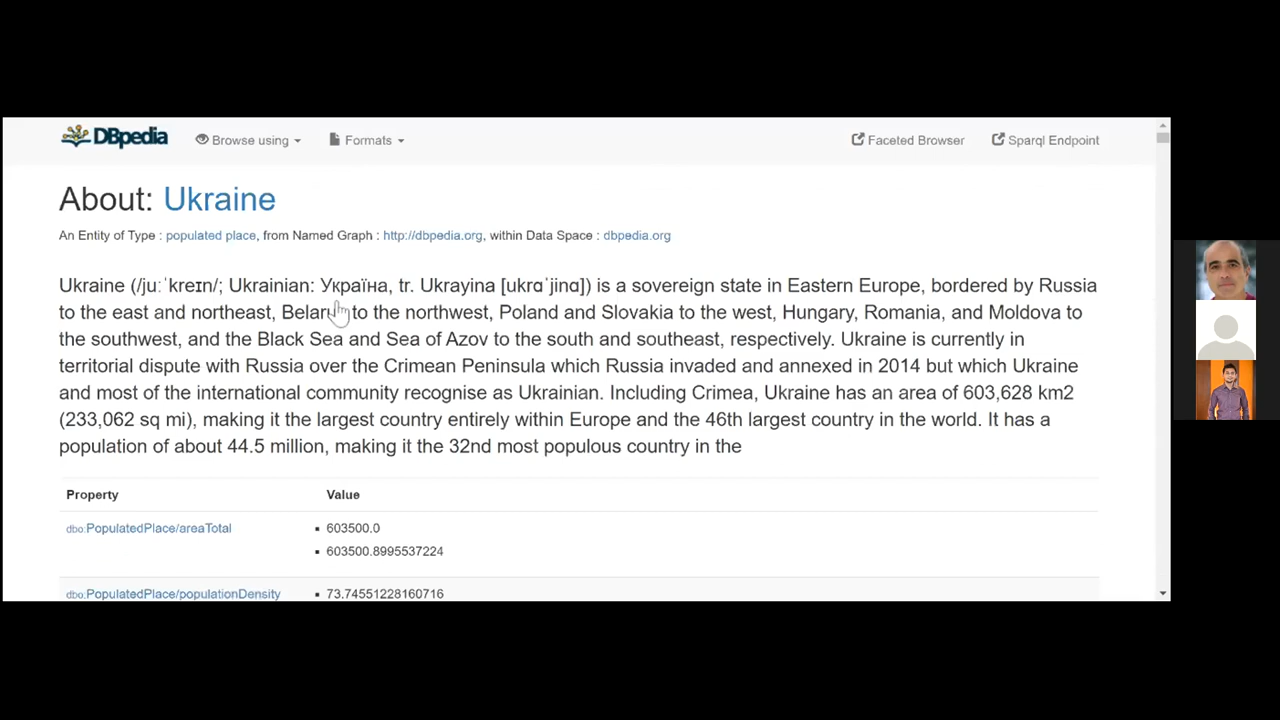 DBpedia Browse using Formats Faceted Browser Sparql Endpoint
About: Ukraine
An Entity of Type : populated place, from Named Graph : http://dbpedia.org, within Data Space : dbpedia.org
Ukraine (/juːˈkreɪn/; Ukrainian: Україна, tr. Ukrayina [ukrɑˈjinɑ]) is a sovereign state in Eastern Europe, bordered by Russia
to the east and northeast, to the northwest, Poland and Slovakia to the west, Hungary, Romania, and Moldova to
the southwest, and the Black Sea and Sea of Azov to the south and southeast, respectively. Ukraine is currently in
territorial dispute with Russia over the Crimean Peninsula which Russia invaded and annexed in 2014 but which Ukraine
and most of the international community recognise as Ukrainian. Including Crimea, Ukraine has an area of 603,628 km2
(233,062 sq mi), making it the largest country entirely within Europe and the 46th largest country in the world. It has a
population of about 44.5 million, making it the 32nd most populous country in the
Property Value
dbo:PopulatedPlace/areaTotal 603500.0
603500.8995537224
dbo:PopulatedPlace/populationDensity 73.74551228160716